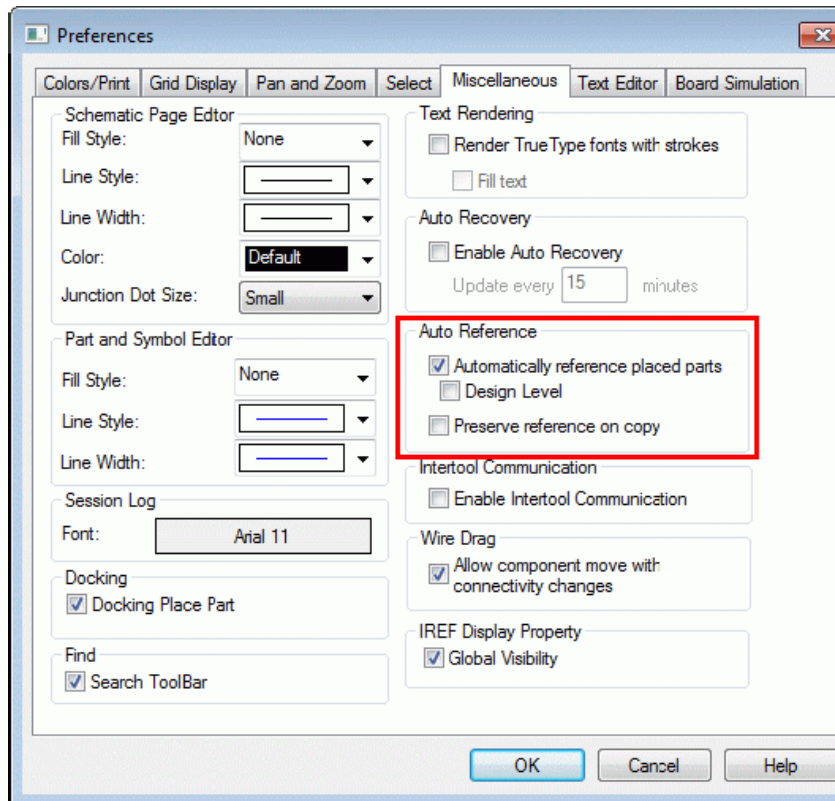 Preferences
Colors/Print Grid Display Pan and Zoom Select Miscellaneous Text Editor Board Simulation
Schematic Page Edtor
Fill Style: None
Line Style:
Line Width:
Color: Default
Junction Dot Size: Small
Part and Symbol Editor
Fill Style: None
Line Style:
Line Width:
Session Log
Font: Arial 11
Docking
Docking Place Part
Find
Search ToolBar
Text Rendering
Render TrueType fonts with strokes
Fill text
Auto Recovery
Enable Auto Recovery
Update every 15 minutes
Auto Reference
Automatically reference placed parts
Design Level
Preserve reference on copy
Intertool Communication
Enable Intertool Communication
Wire Drag
Allow component move with
connectivity changes
IREF Display Property
Global Visibility
OK Cancel Help